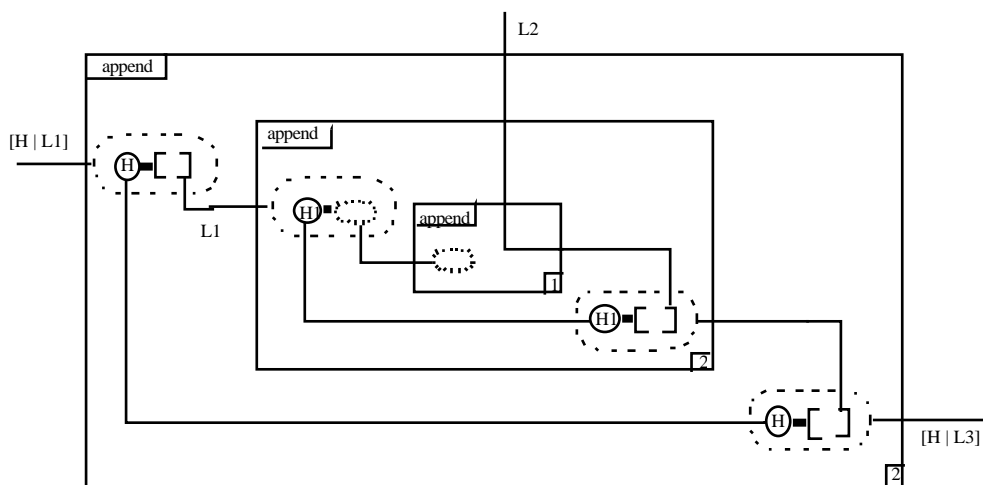 L2
append
append
[H | L1]
H
H1
append
L1
1
H1
2
H
[H | L3]
2